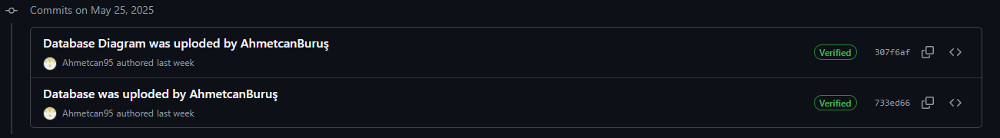 Commits on May 25, 2025
Database Diagram was uploded by AhmetcanBuruş
Ahmetcan95 authored last week
Verified
307f6af
Database was uploded by AhmetcanBuruş
Ahmetcan95 authored last week
Verified
733ed66